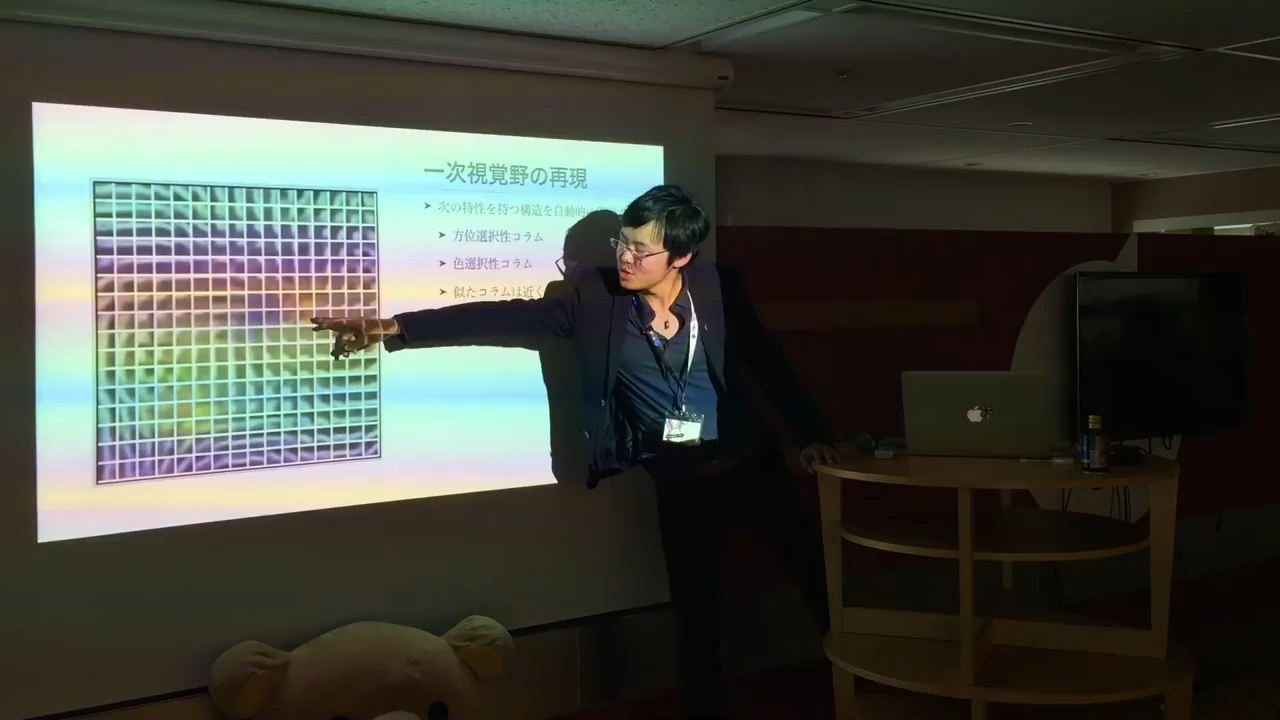 一次視覚野の再現
➤ 次の特性を持つ構造を自動的
➤ 方位選択性コラム
➤ 色選択性コラム
➤ 似たコラムは近く